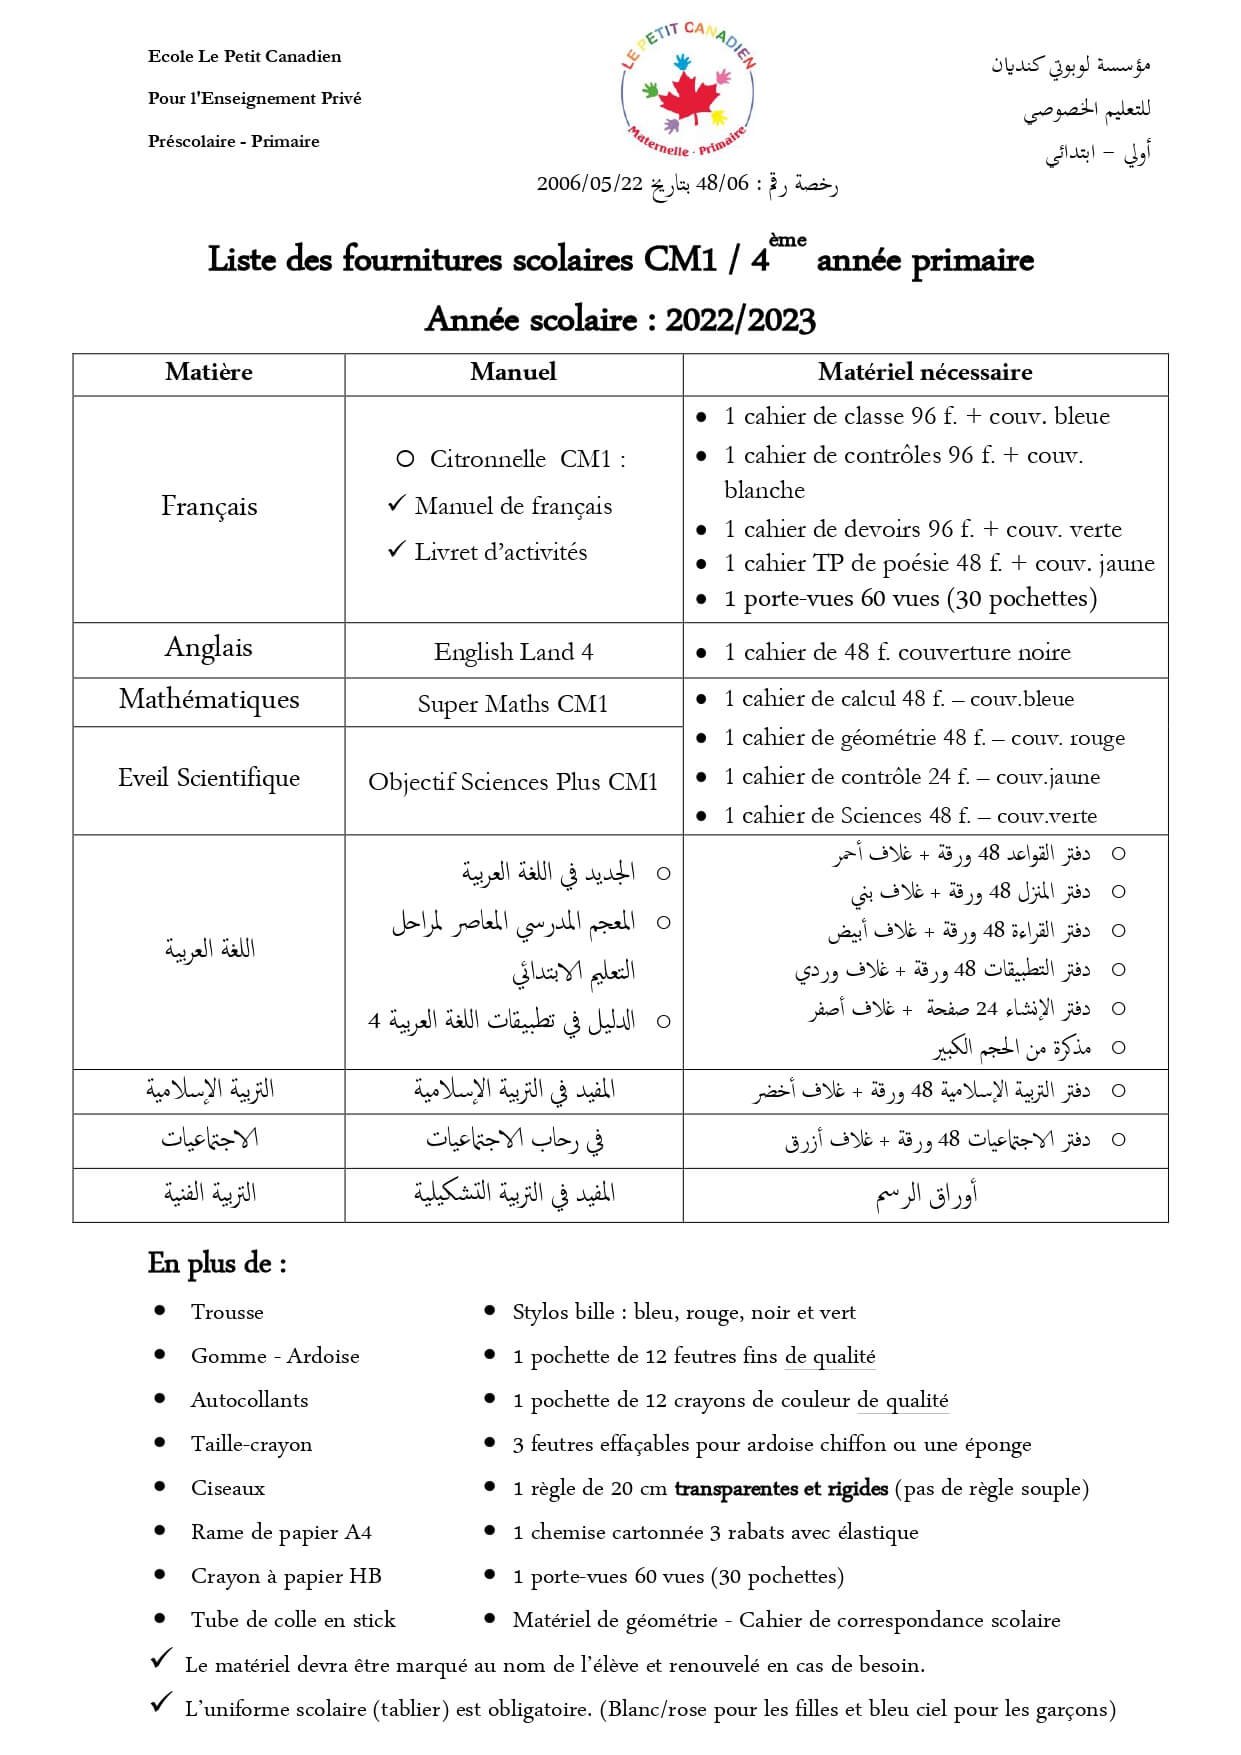 Ecole Le Petit Canadien
Pour l'Enseignement Privé
Préscolaire - Primaire
LE PETIT CANADIEN
Maternelle - Primaire
مؤسسة لوبوتي كنديان
للتعليم الخصوصي
أولي – ابتدائي
رخصة رقم : 48/06 بتاريخ 2006/05/22
Liste des fournitures scolaires CM1 / 4ème année primaire
Année scolaire : 2022/2023
Matière
Manuel
Matériel nécessaire
Français
Citronnelle CM1 :
Manuel de français
Livret d’activités
1 cahier de classe 96 f. + couv. bleue
1 cahier de contrôles 96 f. + couv.
blanche
1 cahier de devoirs 96 f. + couv. verte
1 cahier TP de poésie 48 f. + couv. jaune
1 porte-vues 60 vues (30 pochettes)
Anglais
English Land 4
1 cahier de 48 f. couverture noire
Mathématiques
Super Maths CM1
Eveil Scientifique
Objectif Sciences Plus CM1
1 cahier de calcul 48 f. – couv.bleue
1 cahier de géométrie 48 f. – couv. rouge
1 cahier de contrôle 24 f. – couv.jaune
1 cahier de Sciences 48 f. – couv.verte
اللغة العربية
الجديد في اللغة العربية
المعجم المدرسي المعاصر لمراحل
التعليم الابتدائي
الدليل في تطبيقات اللغة العربية 4
دفتر القواعد 48 ورقة + غلاف أحمر
دفتر المنزل 48 ورقة + غلاف بني
دفتر القراءة 48 ورقة + غلاف أبيض
دفتر التطبيقات 48 ورقة + غلاف وردي
دفتر الإنشاء 24 صفحة + غلاف أصفر
مذكرة من الحجم الكبير
التربية الإسلامية
المفيد في التربية الإسلامية
دفتر التربية الإسلامية 48 ورقة + غلاف أخضر
الاجتماعيات
في رحاب الاجتماعيات
دفتر الاجتماعيات 48 ورقة + غلاف أزرق
التربية الفنية
المفيد في التربية التشكيلية
أوراق الرسم
En plus de :
Trousse
Gomme - Ardoise
Autocollants
Taille-crayon
Ciseaux
Rame de papier A4
Crayon à papier HB
Tube de colle en stick
Stylos bille : bleu, rouge, noir et vert
1 pochette de 12 feutres fins de qualité
1 pochette de 12 crayons de couleur de qualité
3 feutres effaçables pour ardoise chiffon ou une éponge
1 règle de 20 cm transparentes et rigides (pas de règle souple)
1 chemise cartonnée 3 rabats avec élastique
1 porte-vues 60 vues (30 pochettes)
Matériel de géométrie - Cahier de correspondance scolaire
Le matériel devra être marqué au nom de l’élève et renouvelé en cas de besoin.
L’uniforme scolaire (tablier) est obligatoire. (Blanc/rose pour les filles et bleu ciel pour les garçons)